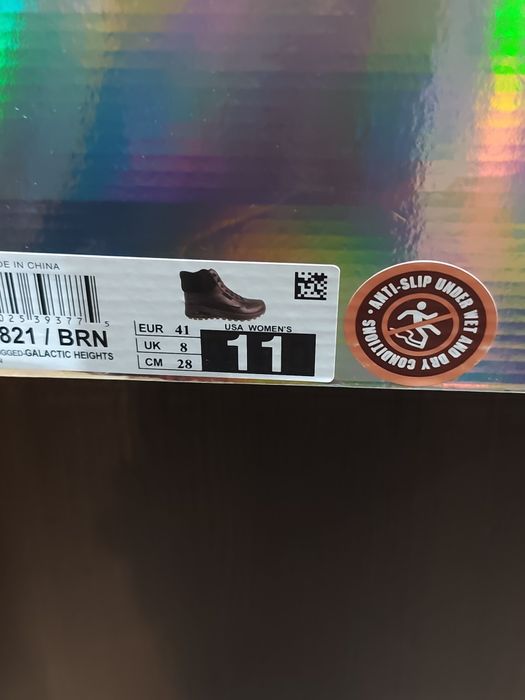 DE IN CHINA
025 39377 5
821 / BRN
GGED-GALACTIC HEIGHTS
EUR 41
UK 8
CM 28
USA WOMEN'S
11
• ANTI-SLIP UNDER WET AND DRY CONDITIONS